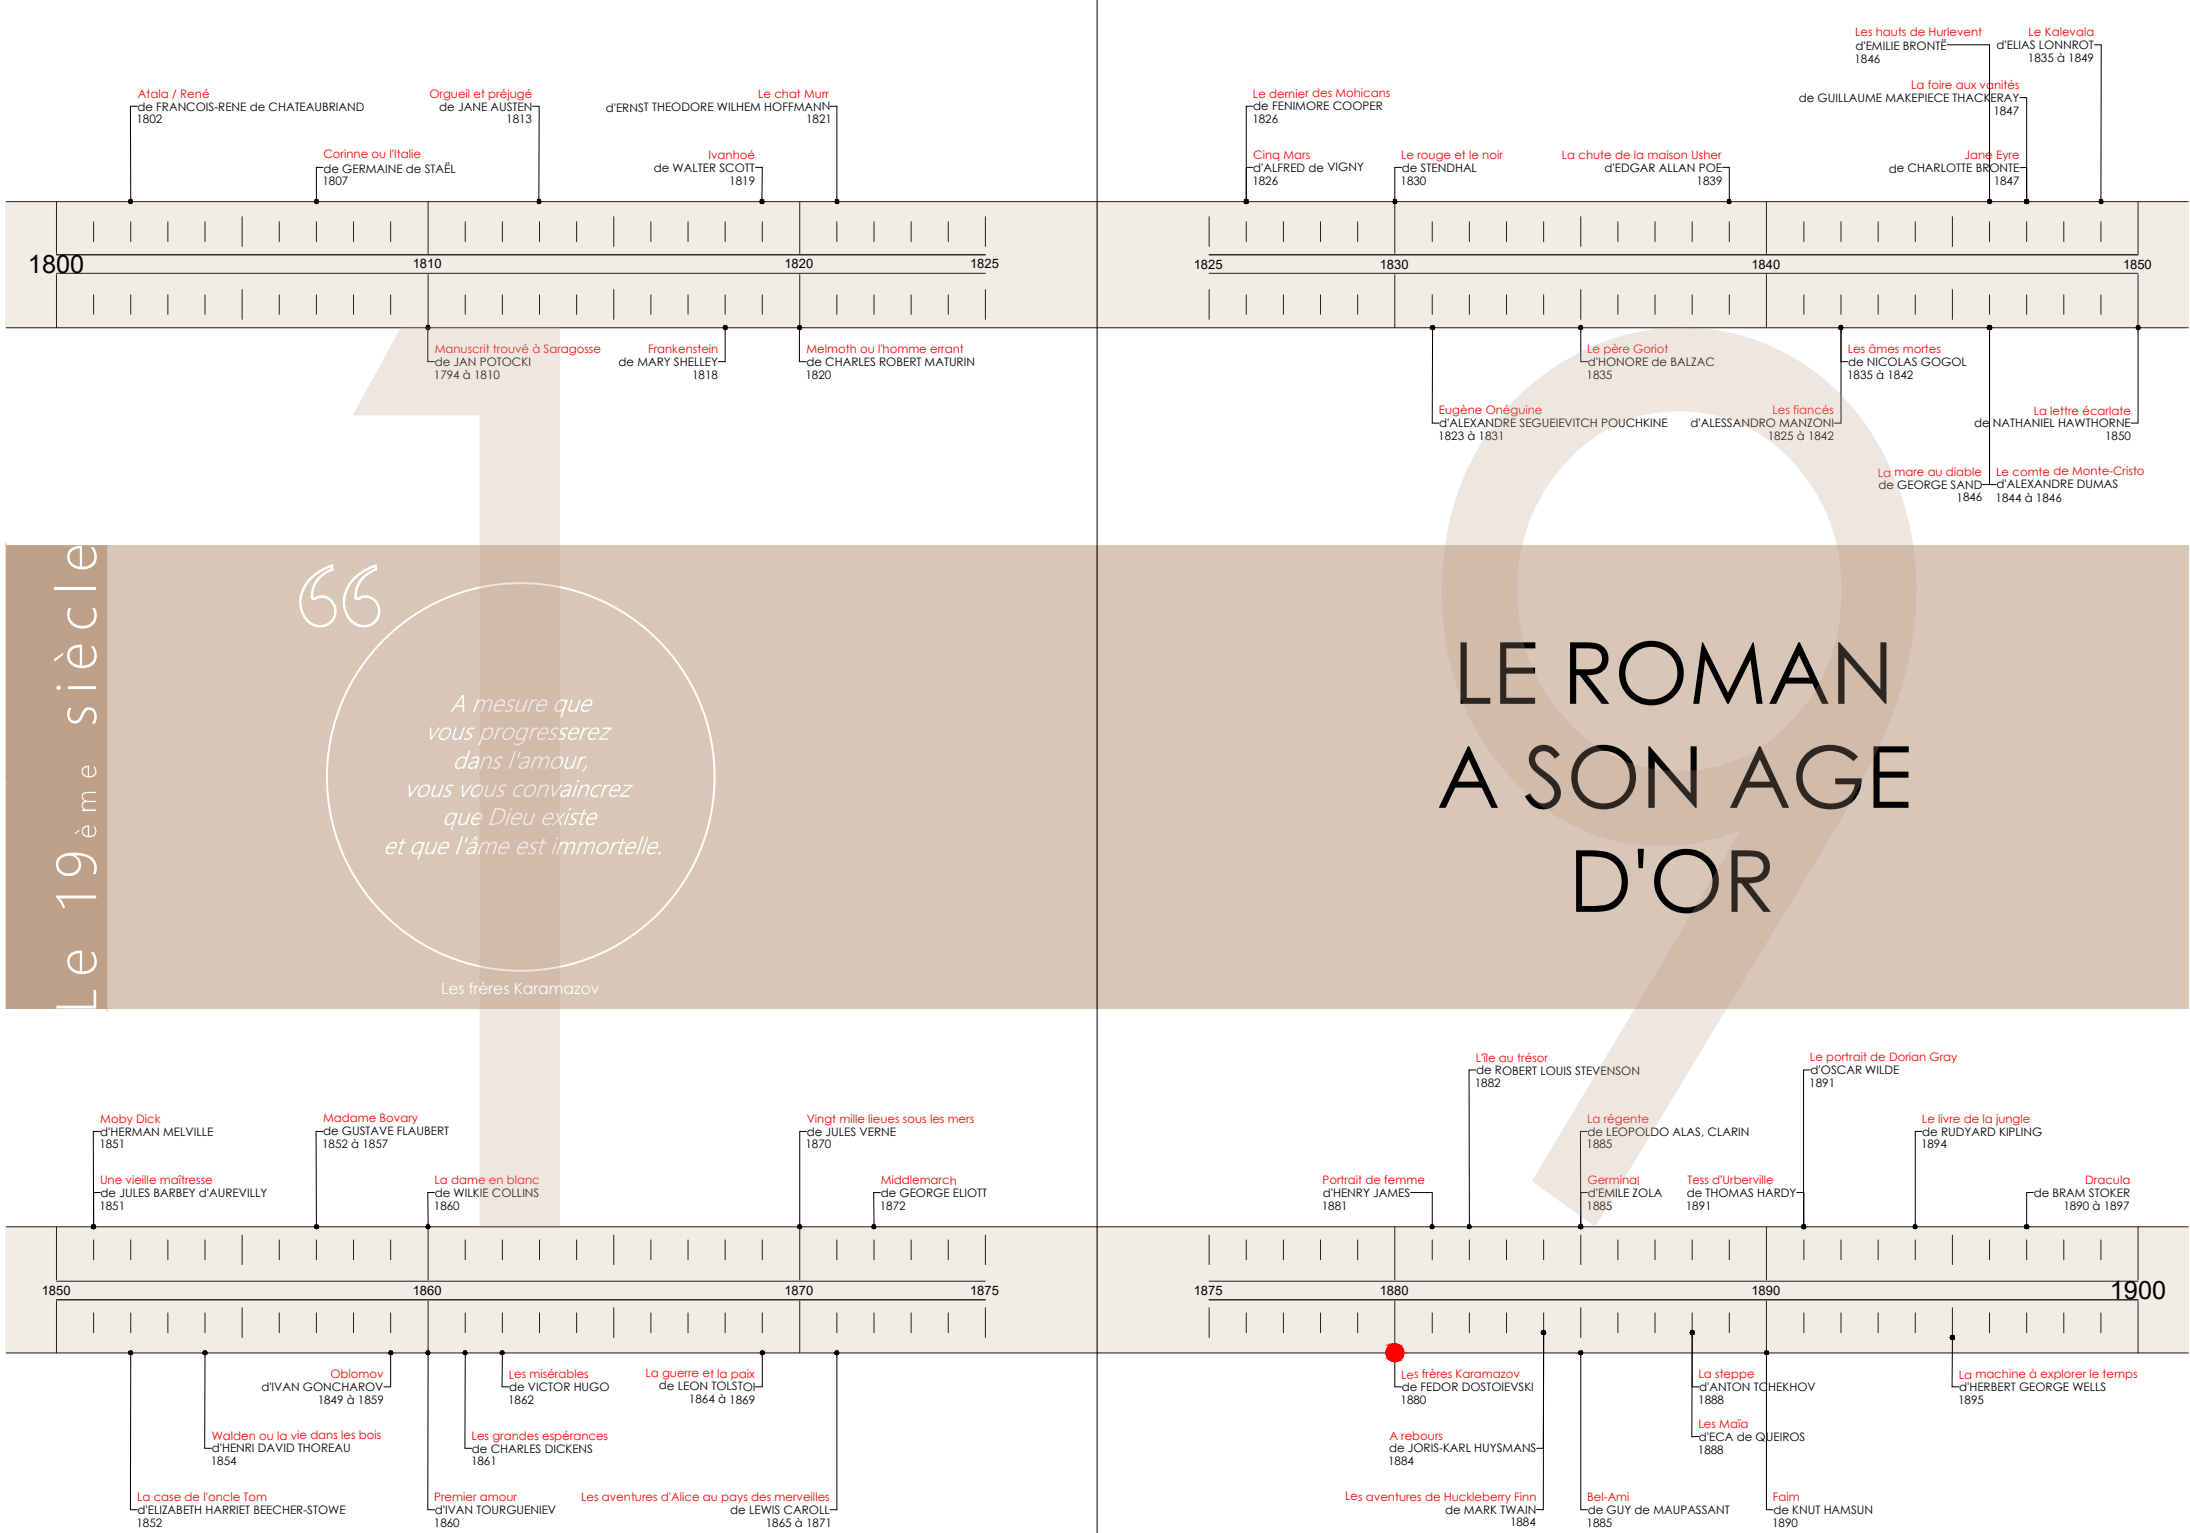 Les hauts de Hurlevent
d'EMILIE BRONTË
1846
Le Kalevala
d'ELIAS LONNROT
1835 à 1849
Atala / René
de FRANCOIS-RENE de CHATEAUBRIAND
1802
Orgueil et préjugé
de JANE AUSTEN
1813
Le chat Murr
d'ERNST THEODORE WILHEM HOFFMANN
1821
Le dernier des Mohicans
de FENIMORE COOPER
1826
La foire aux vanités
de GUILLAUME MAKEPIECE THACKERAY
1847
Corinne ou l'Italie
de GERMAINE de STAËL
1807
Ivanhoé
de WALTER SCOTT
1819
Cinq Mars
d'ALFRED de VIGNY
1826
Le rouge et le noir
de STENDHAL
1830
La chute de la maison Usher
d'EDGAR ALLAN POE
1839
Jane Eyre
de CHARLOTTE BRONTE
1847
1800 1810 1820 1825 1825 1830 1840 1850
Manuscrit trouvé à Saragosse
de JAN POTOCKI
1794 à 1810
Frankenstein
de MARY SHELLEY
1818
Melmoth ou l'homme errant
de CHARLES ROBERT MATURIN
1820
Le père Goriot
d'HONORE de BALZAC
1835
Les âmes mortes
de NICOLAS GOGOL
1835 à 1842
Eugène Onéguine
d'ALEXANDRE SEGUEIEVITCH POUCHKINE
1823 à 1831
Les fiancés
d'ALESSANDRO MANZONI
1825 à 1842
La lettre écarlate
de NATHANIEL HAWTHORNE
1850
La mare au diable
de GEORGE SAND
1846
Le comte de Monte-Cristo
d'ALEXANDRE DUMAS
1844 à 1846
19
Le 19ème siècle
“
A mesure que
vous progresserez
dans l'amour,
vous vous convaincrez
que Dieu existe
et que l'âme est immortelle.
Les frères Karamazov
LE ROMAN
A SON AGE
D'OR
L'île au trésor
de ROBERT LOUIS STEVENSON
1882
Le portrait de Dorian Gray
d'OSCAR WILDE
1891
Moby Dick
d'HERMAN MELVILLE
1851
Madame Bovary
de GUSTAVE FLAUBERT
1852 à 1857
Vingt mille lieues sous les mers
de JULES VERNE
1870
La régente
de LEOPOLDO ALAS, CLARIN
1885
Le livre de la jungle
de RUDYARD KIPLING
1894
Une vieille maîtresse
de JULES BARBEY d'AUREVILLY
1851
La dame en blanc
de WILKIE COLLINS
1860
Middlemarch
de GEORGE ELIOTT
1872
Portrait de femme
d'HENRY JAMES
1881
Germinal
d'EMILE ZOLA
1885
Tess d'Urberville
de THOMAS HARDY
1891
Dracula
de BRAM STOKER
1890 à 1897
1850 1860 1870 1875 1875 1880 1890 1900
Oblomov
d'IVAN GONCHAROV
1849 à 1859
Les misérables
de VICTOR HUGO
1862
La guerre et la paix
de LEON TOLSTOI
1864 à 1869
Les frères Karamazov
de FEDOR DOSTOIEVSKI
1880
La steppe
d'ANTON TCHEKHOV
1888
La machine à explorer le temps
d'HERBERT GEORGE WELLS
1895
Walden ou la vie dans les bois
d'HENRI DAVID THOREAU
1854
Les grandes espérances
de CHARLES DICKENS
1861
A rebours
de JORIS-KARL HUYSMANS
1884
Les Maïa
d'ECA de QUEIROS
1888
La case de l'oncle Tom
d'ELIZABETH HARRIET BEECHER-STOWE
1852
Premier amour
d'IVAN TOURGUENIEV
1860
Les aventures d'Alice au pays des merveilles
de LEWIS CAROLL
1865 à 1871
Les aventures de Huckleberry Finn
de MARK TWAIN
1884
Bel-Ami
de GUY de MAUPASSANT
1885
Faim
de KNUT HAMSUN
1890